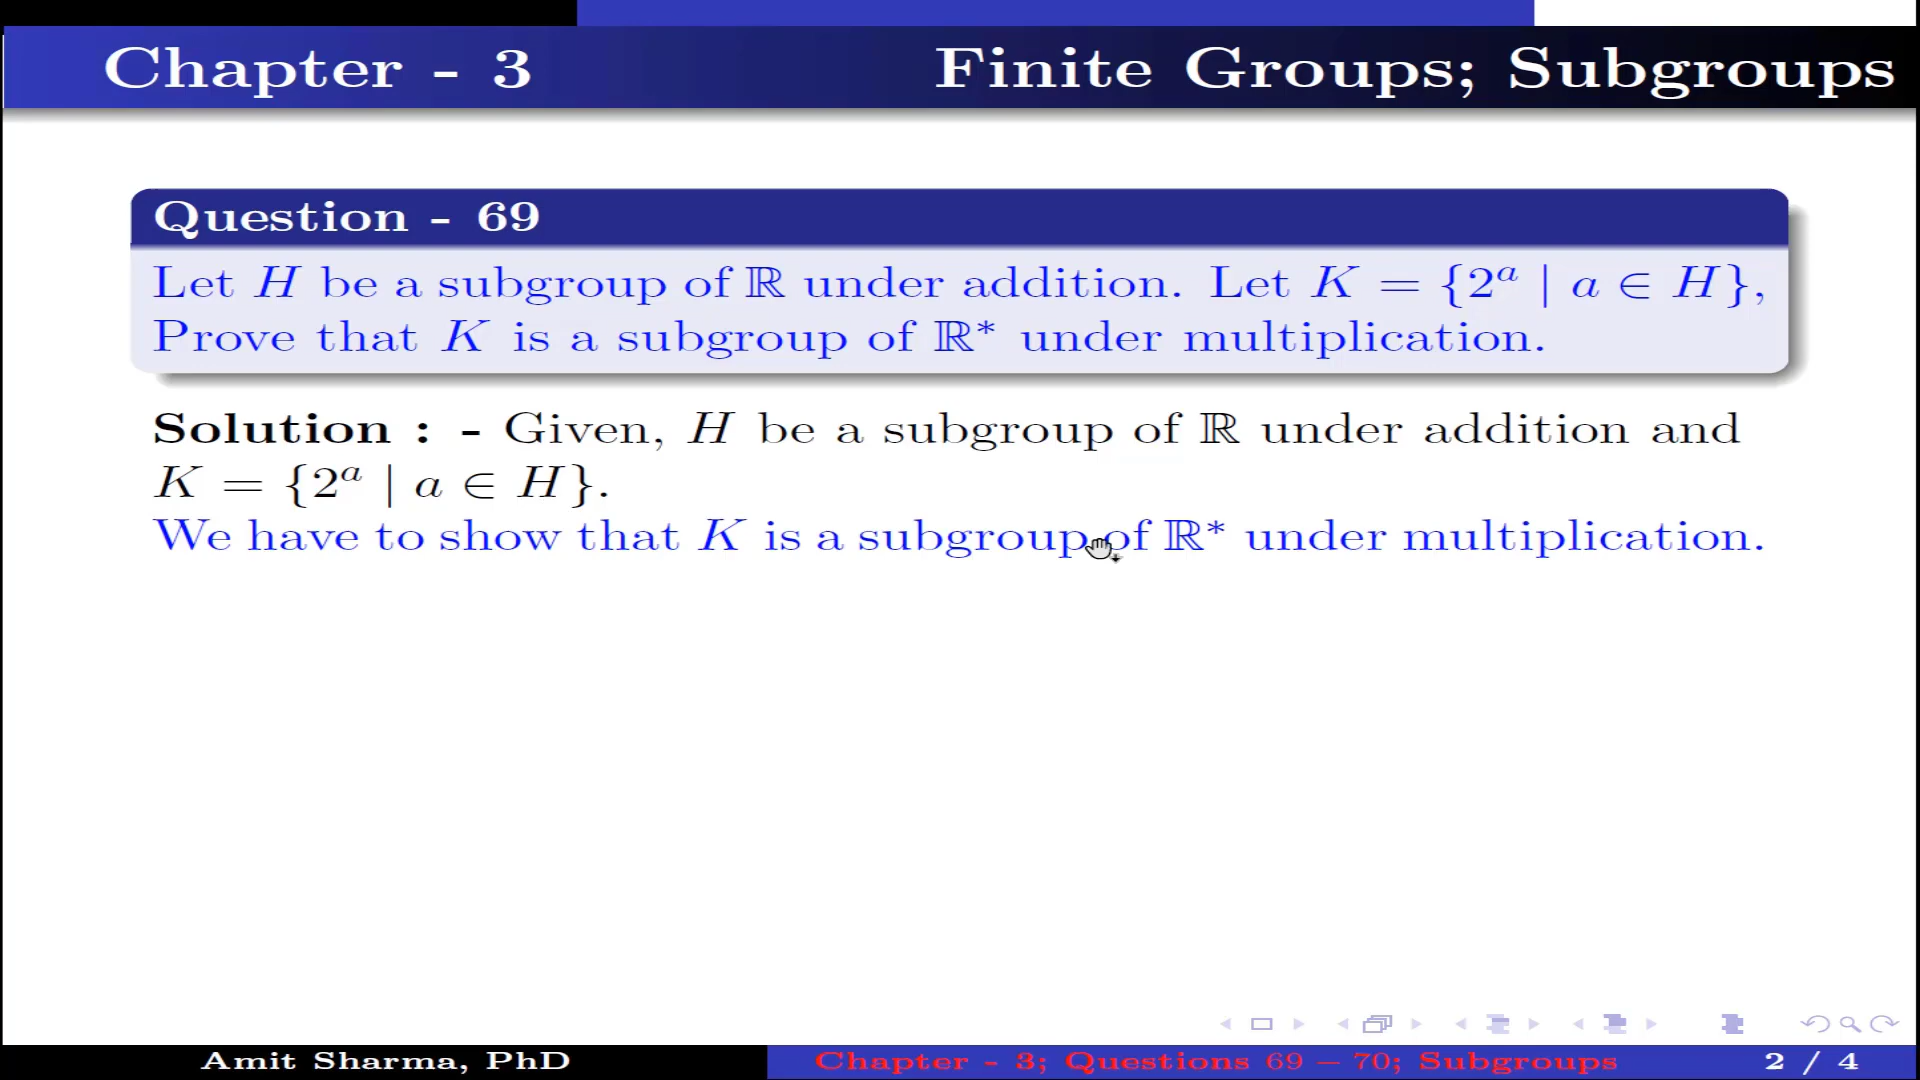 Chapter - 3 Finite Groups; Subgroups
Question - 69
Let H be a subgroup of ℝ under addition. Let K = {2ᵃ | a ∈ H},
Prove that K is a subgroup of ℝ* under multiplication.
Solution : - Given, H be a subgroup of ℝ under addition and
K = {2ᵃ | a ∈ H}.
We have to show that K is a subgroup of ℝ* under multiplication.
Amit Sharma, PhD Chapter - 3; Questions 69 – 70; Subgroups 2 / 4